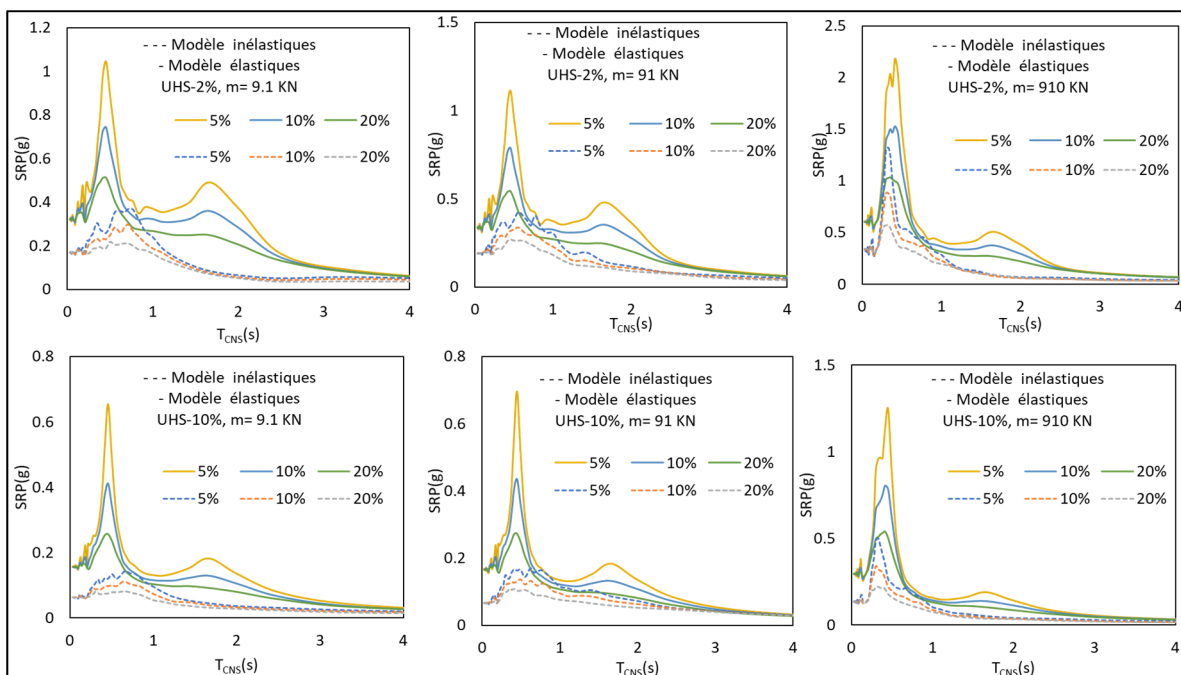 1.2
1
0.8
0.6
0.4
0.2
0
SRP(g)
--- Modèle inélastiques
- Modèle élastiques
UHS-2%, m= 9.1 KN
5% 10% 20%
5% 10% 20%
0 1 2 3 4
T_CNS(s)
1.5
1
0.5
0
SRP(g)
--- Modèle inélastiques
- Modèle élastiques
UHS-2%, m= 91 KN
5% 10% 20%
5% 10% 20%
0 1 2 3 4
T_CNS(s)
2.5
2
1.5
1
0.5
0
SRP(g)
--- Modèle inélastiques
- Modèle élastiques
UHS-2%, m= 910 KN
5% 10% 20%
5% 10% 20%
0 1 2 3 4
T_CNS(s)
0.8
0.6
0.4
0.2
0
SRP(g)
--- Modèle inélastiques
- Modèle élastiques
UHS-10%, m= 9.1 KN
5% 10% 20%
5% 10% 20%
0 1 2 3 4
T_CNS(s)
0.8
0.6
0.4
0.2
0
SRP(g)
--- Modèle inélastiques
- Modèle élastiques
UHS-10%, m= 91 KN
5% 10% 20%
5% 10% 20%
0 1 2 3 4
T_CNS(s)
1.5
1
0.5
0
SRP(g)
--- Modèle inélastiques
- Modèle élastiques
UHS-10%, m= 910 KN
5% 10% 20%
5% 10% 20%
0 1 2 3 4
T_CNS(s)